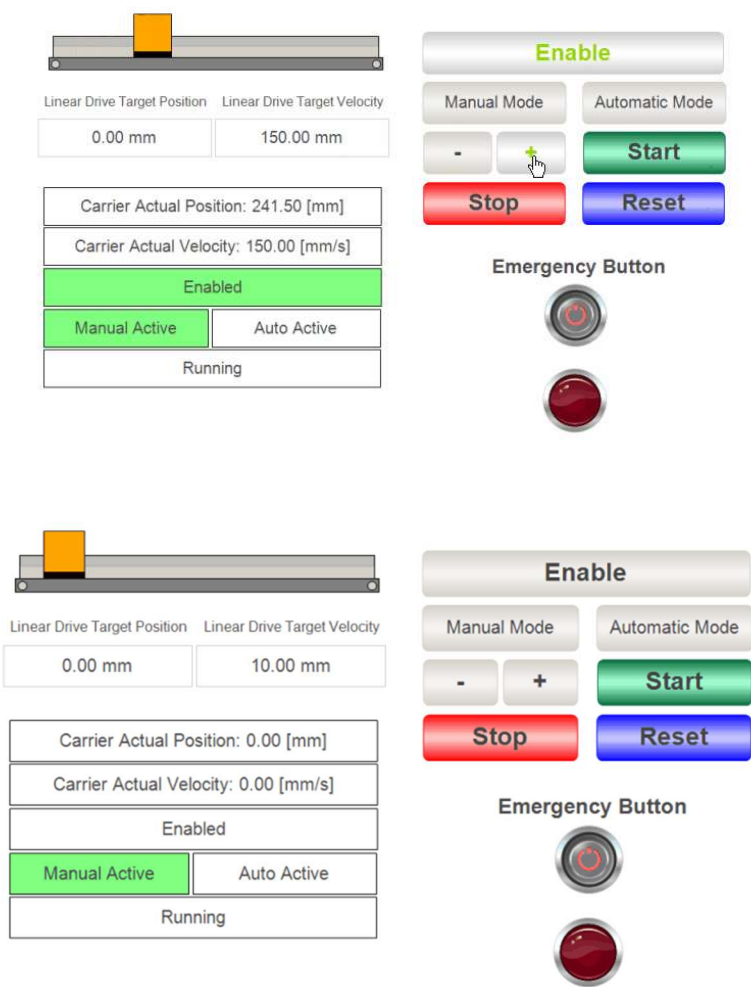 Enable
Linear Drive Target Position Linear Drive Target Velocity
Manual Mode Automatic Mode
0.00 mm 150.00 mm
- + Start
Carrier Actual Position: 241.50 [mm]
Stop Reset
Carrier Actual Velocity: 150.00 [mm/s]
Emergency Button
Enabled
Manual Active Auto Active
Running
Enable
Linear Drive Target Position Linear Drive Target Velocity
Manual Mode Automatic Mode
0.00 mm 10.00 mm
- + Start
Carrier Actual Position: 0.00 [mm]
Stop Reset
Carrier Actual Velocity: 0.00 [mm/s]
Emergency Button
Enabled
Manual Active Auto Active
Running